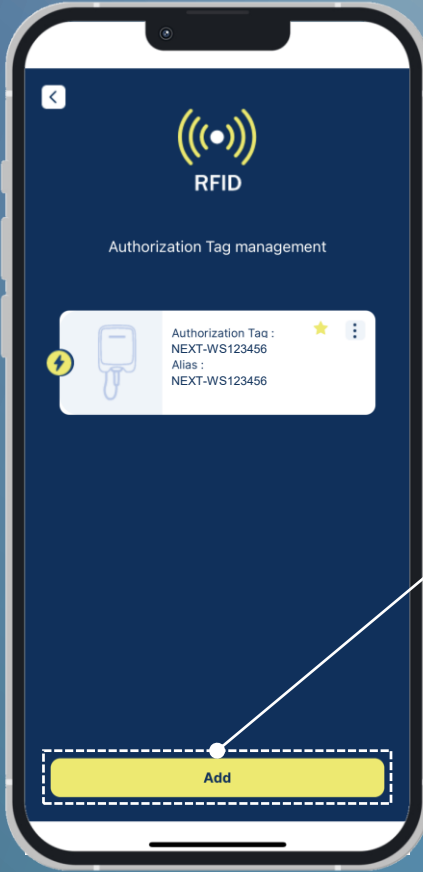 RFID
Authorization Tag management
Authorization Tag :
NEXT-WS123456
Alias :
NEXT-WS123456
Add